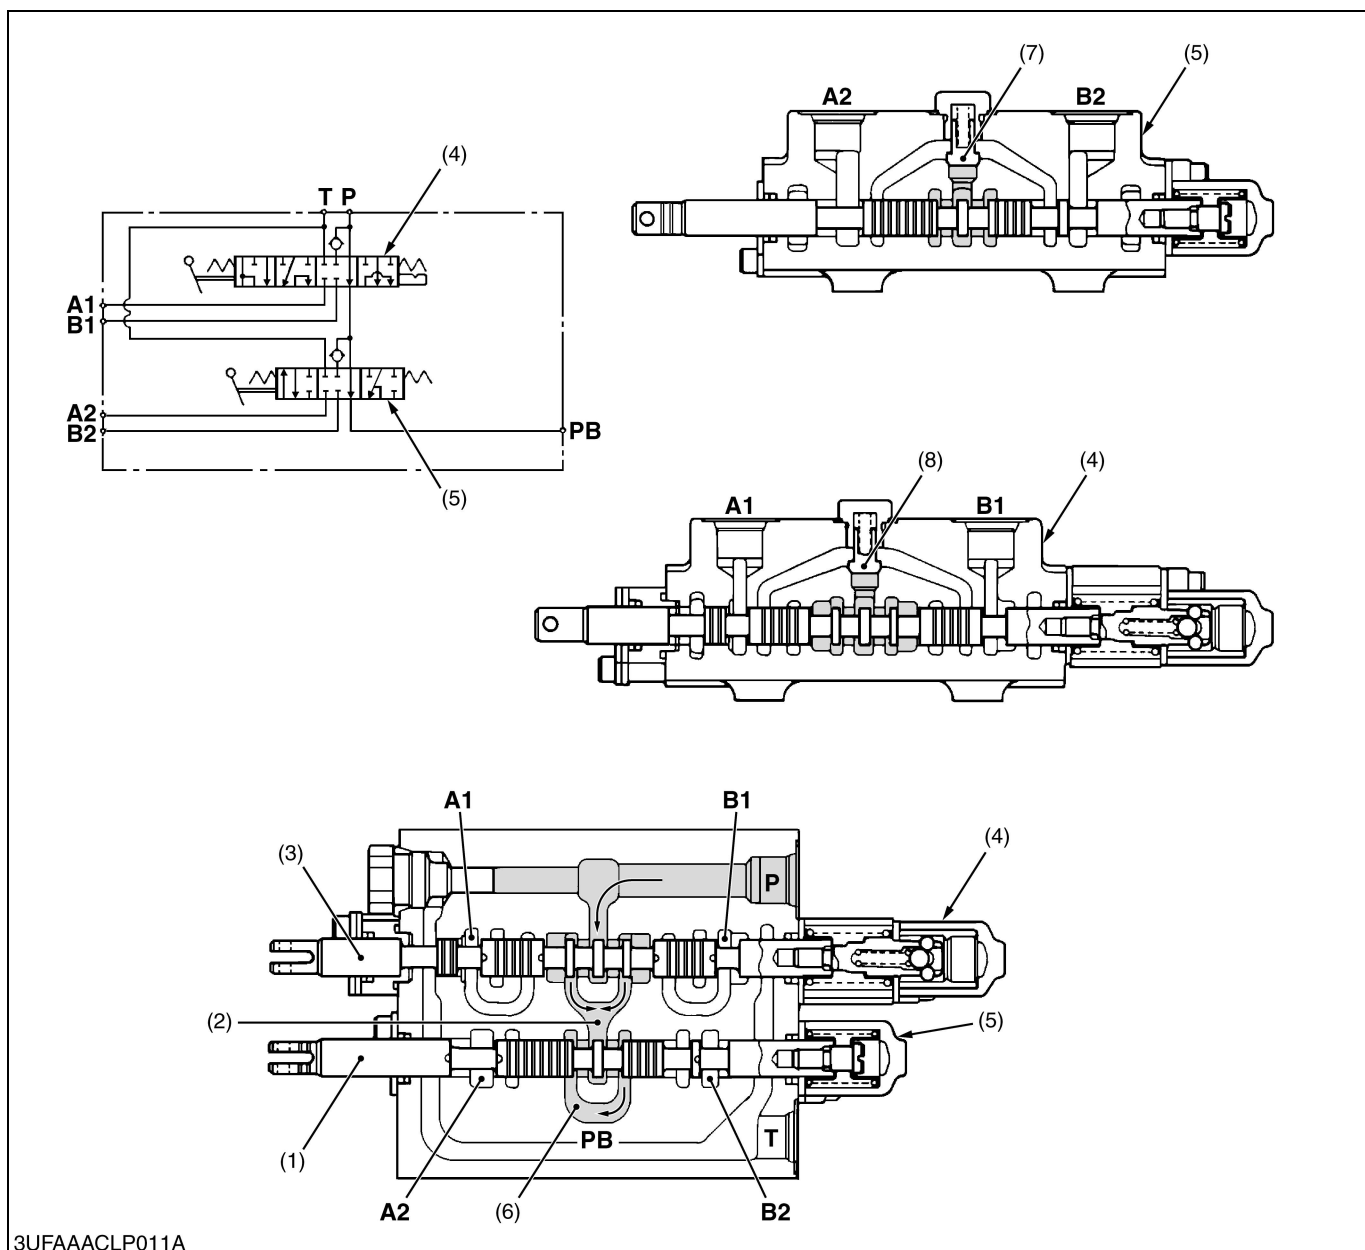 (7)
(5)
A2
B2
(4)
T P
A1
B1
A2
B2
PB
(5)
(8)
(4)
A1
B1
A1
B1
(3)
(4)
P
(2)
(5)
PB
T
(1)
A2
(6)
B2
3UFAAACLP011A